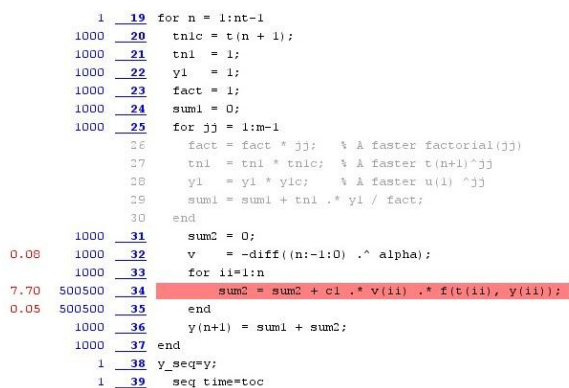 1 19 for n = 1:nt-1
1000 20 tn1c = t(n + 1);
1000 21 tn1 = 1;
1000 22 y1 = 1;
1000 23 fact = 1;
1000 24 sum1 = 0;
1000 25 for jj = 1:m-1
26 fact = fact * jj; % A faster factorial(jj)
27 tn1 = tn1 * tn1c; % A faster t(n+1)^jj
28 y1 = y1 * y1c; % A faster u(1) ^jj
29 sum1 = sum1 + tn1 .* y1 / fact;
30 end
1000 31 sum2 = 0;
0.08 1000 32 v = -diff((n:-1:0) .^ alpha);
1000 33 for ii=1:n
7.70 500500 34 sum2 = sum2 + c1 .* v(ii) .* f(t(ii), y(ii));
0.05 500500 35 end
1000 36 y(n+1) = sum1 + sum2;
1000 37 end
1 38 y_seq=y;
1 39 seq_time=toc